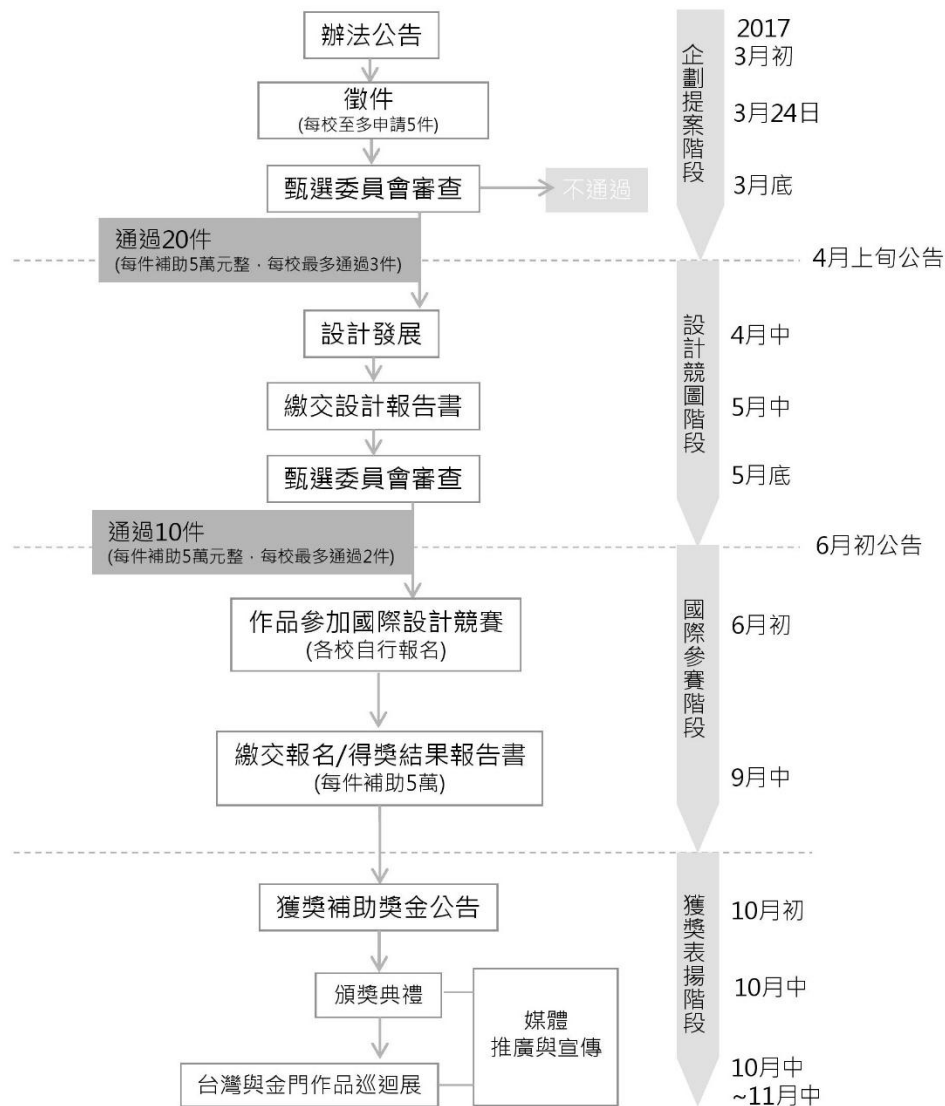 辦法公告
2017
3月初
企劃提案階段
徵件
(每校至多申請5件)
3月24日
甄選委員會審查
不通過
3月底
通過20件
(每件補助5萬元整，每校最多通過3件)
4月上旬公告
設計競圖階段
設計發展
4月中
繳交設計報告書
5月中
甄選委員會審查
5月底
通過10件
(每件補助5萬元整，每校最多通過2件)
6月初公告
國際參賽階段
作品參加國際設計競賽
(各校自行報名)
6月初
繳交報名/得獎結果報告書
(每件補助5萬)
9月中
獲獎表揚階段
獲獎補助獎金公告
10月初
頒獎典禮
10月中
媒體
推廣與宣傳
台灣與金門作品巡迴展
10月中
~11月中